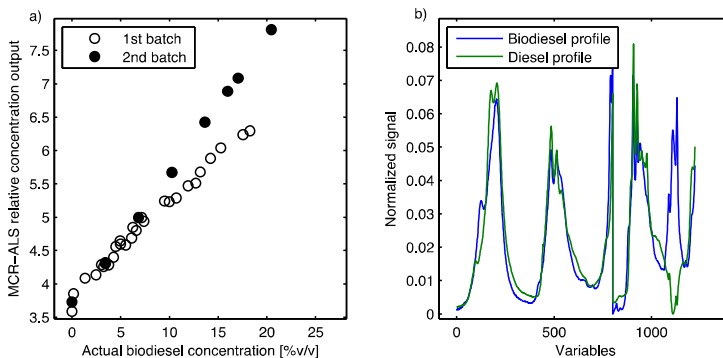 a)
8
7.5
7
6.5
6
5.5
5
4.5
4
3.5
0
5
10
15
20
25
1st batch
2nd batch
MCR−ALS relative concentration output
Actual biodiesel concentration [%v/v]
b)
0.08
0.07
0.06
0.05
0.04
0.03
0.02
0.01
0
0
500
1000
Biodiesel profile
Diesel profile
Normalized signal
Variables